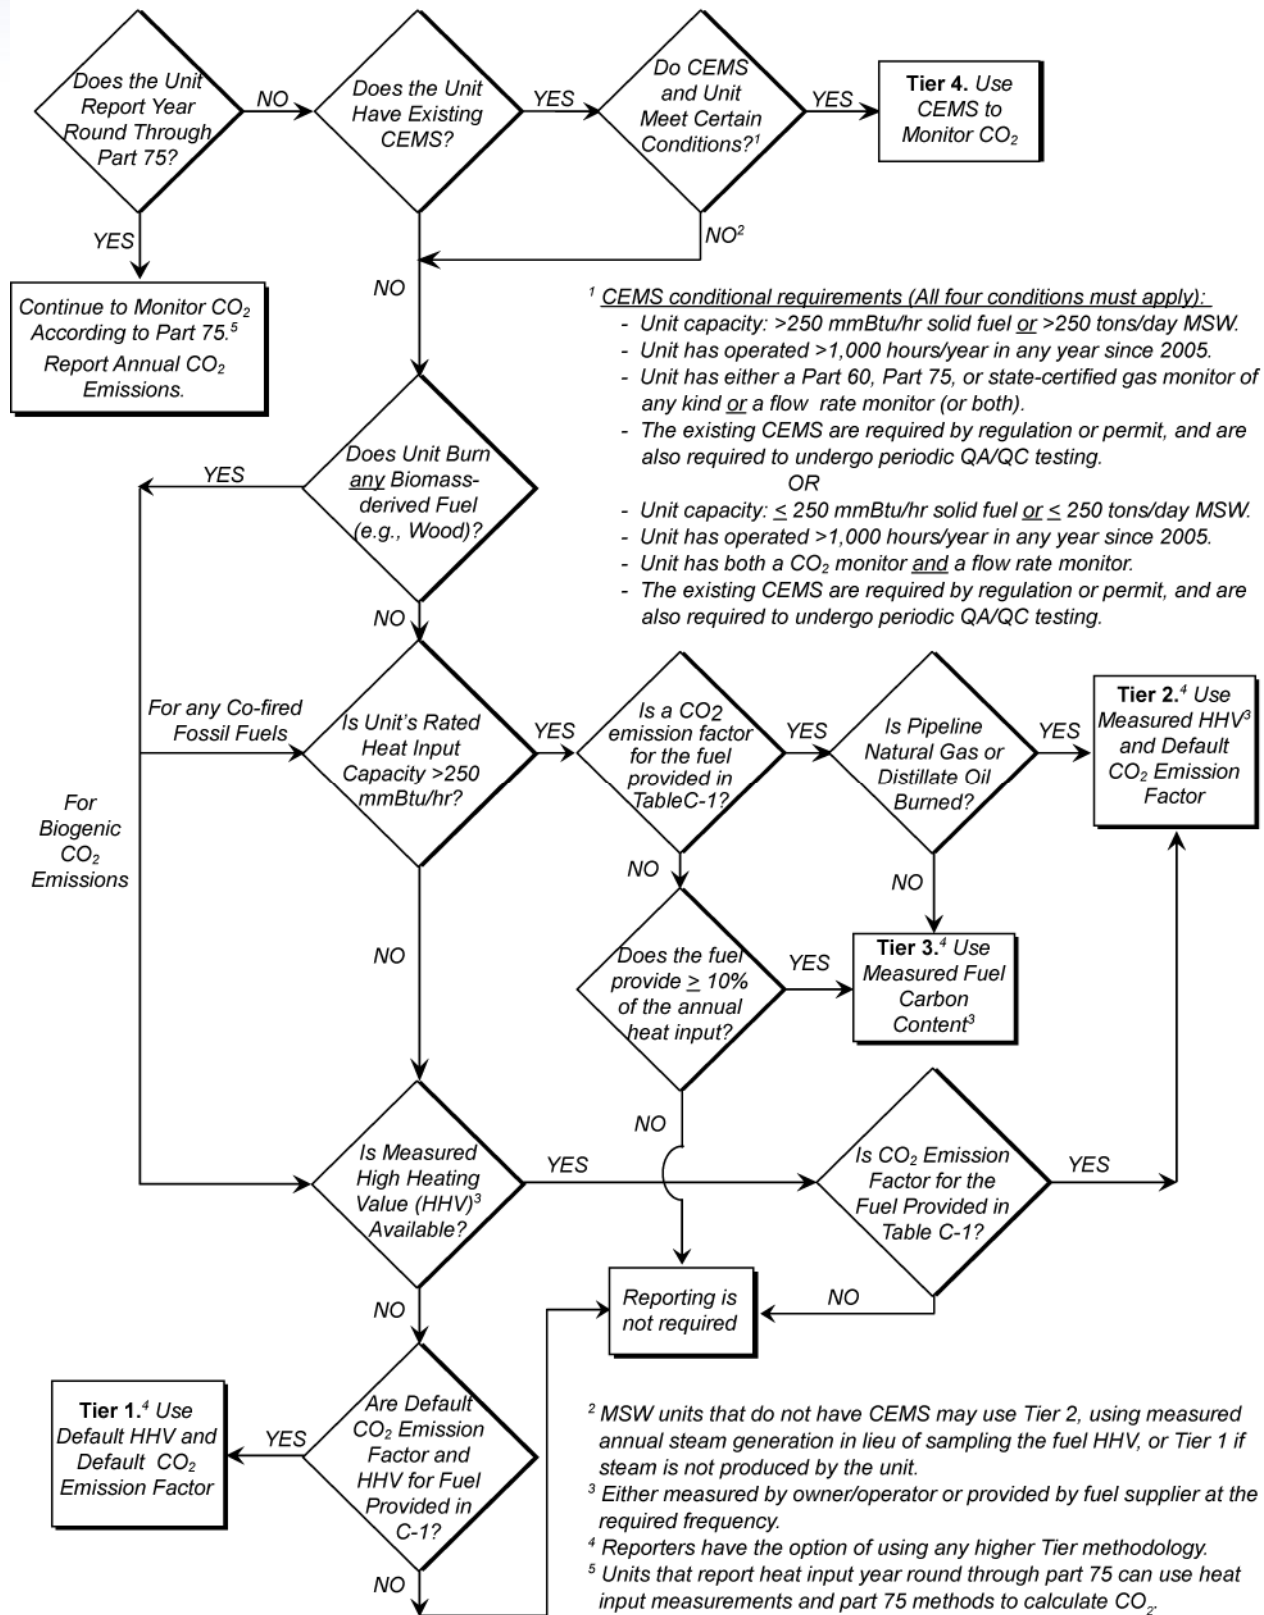 Does the Unit
Report Year
Round Through
Part 75?
NO
Does the Unit
Have Existing
CEMS?
YES
Do CEMS
and Unit
Meet Certain
Conditions?¹
YES
Tier 4. Use
CEMS to
Monitor CO₂
YES
NO²
NO
Continue to Monitor CO₂
According to Part 75.⁵
Report Annual CO₂
Emissions.
¹ CEMS conditional requirements (All four conditions must apply):
- Unit capacity: >250 mmBtu/hr solid fuel or >250 tons/day MSW.
- Unit has operated >1,000 hours/year in any year since 2005.
- Unit has either a Part 60, Part 75, or state-certified gas monitor of
any kind or a flow rate monitor (or both).
- The existing CEMS are required by regulation or permit, and are
also required to undergo periodic QA/QC testing.
OR
- Unit capacity: ≤ 250 mmBtu/hr solid fuel or ≤ 250 tons/day MSW.
- Unit has operated >1,000 hours/year in any year since 2005.
- Unit has both a CO₂ monitor and a flow rate monitor.
- The existing CEMS are required by regulation or permit, and are
also required to undergo periodic QA/QC testing.
Does Unit Burn
any Biomass-
derived Fuel
(e.g., Wood)?
YES
NO
For any Co-fired
Fossil Fuels
Is Unit's Rated
Heat Input
Capacity >250
mmBtu/hr?
YES
Is a CO2
emission factor
for the fuel
provided in
TableC-1?
YES
Is Pipeline
Natural Gas or
Distillate Oil
Burned?
YES
Tier 2.⁴ Use
Measured HHV³
and Default
CO₂ Emission
Factor
For
Biogenic
CO₂
Emissions
NO
NO
NO
Does the fuel
provide ≥ 10%
of the annual
heat input?
YES
Tier 3.⁴ Use
Measured Fuel
Carbon
Content³
NO
Is Measured
High Heating
Value (HHV)³
Available?
YES
Is CO₂ Emission
Factor for the
Fuel Provided in
Table C-1?
YES
NO
Reporting is
not required
NO
Tier 1.⁴ Use
Default HHV and
Default CO₂
Emission Factor
YES
Are Default
CO₂ Emission
Factor and
HHV for Fuel
Provided in
C-1?
NO
² MSW units that do not have CEMS may use Tier 2, using measured
annual steam generation in lieu of sampling the fuel HHV, or Tier 1 if
steam is not produced by the unit.
³ Either measured by owner/operator or provided by fuel supplier at the
required frequency.
⁴ Reporters have the option of using any higher Tier methodology.
⁵ Units that report heat input year round through part 75 can use heat
input measurements and part 75 methods to calculate CO₂.